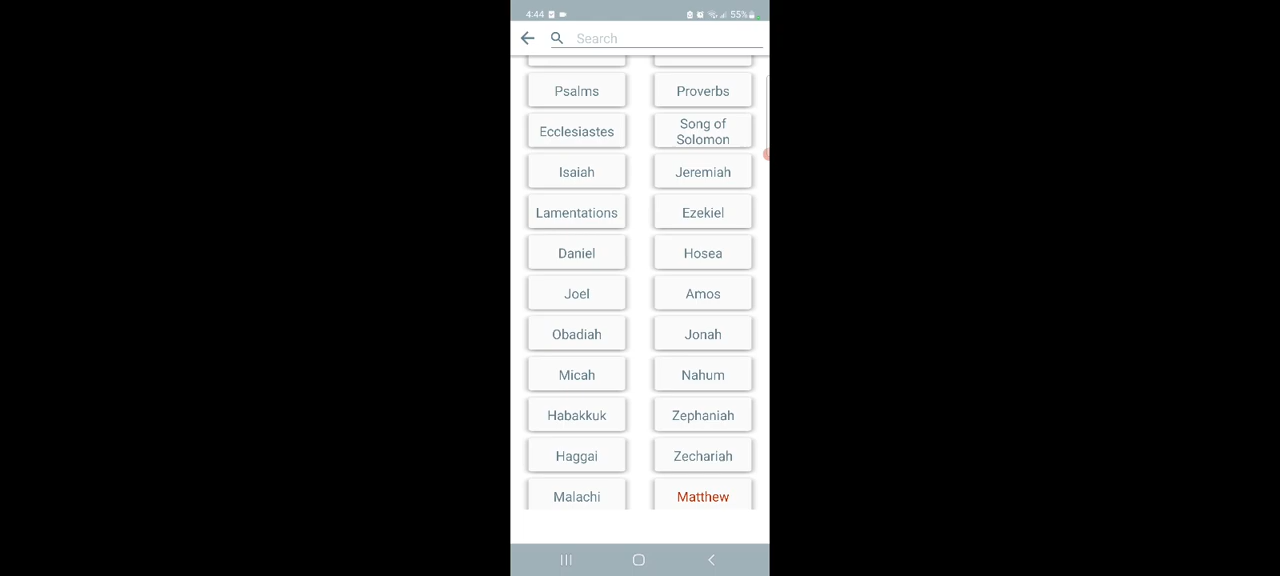 4:44 55%
Search
Psalms Proverbs
Ecclesiastes Song of
Solomon
Isaiah Jeremiah
Lamentations Ezekiel
Daniel Hosea
Joel Amos
Obadiah Jonah
Micah Nahum
Habakkuk Zephaniah
Haggai Zechariah
Malachi Matthew